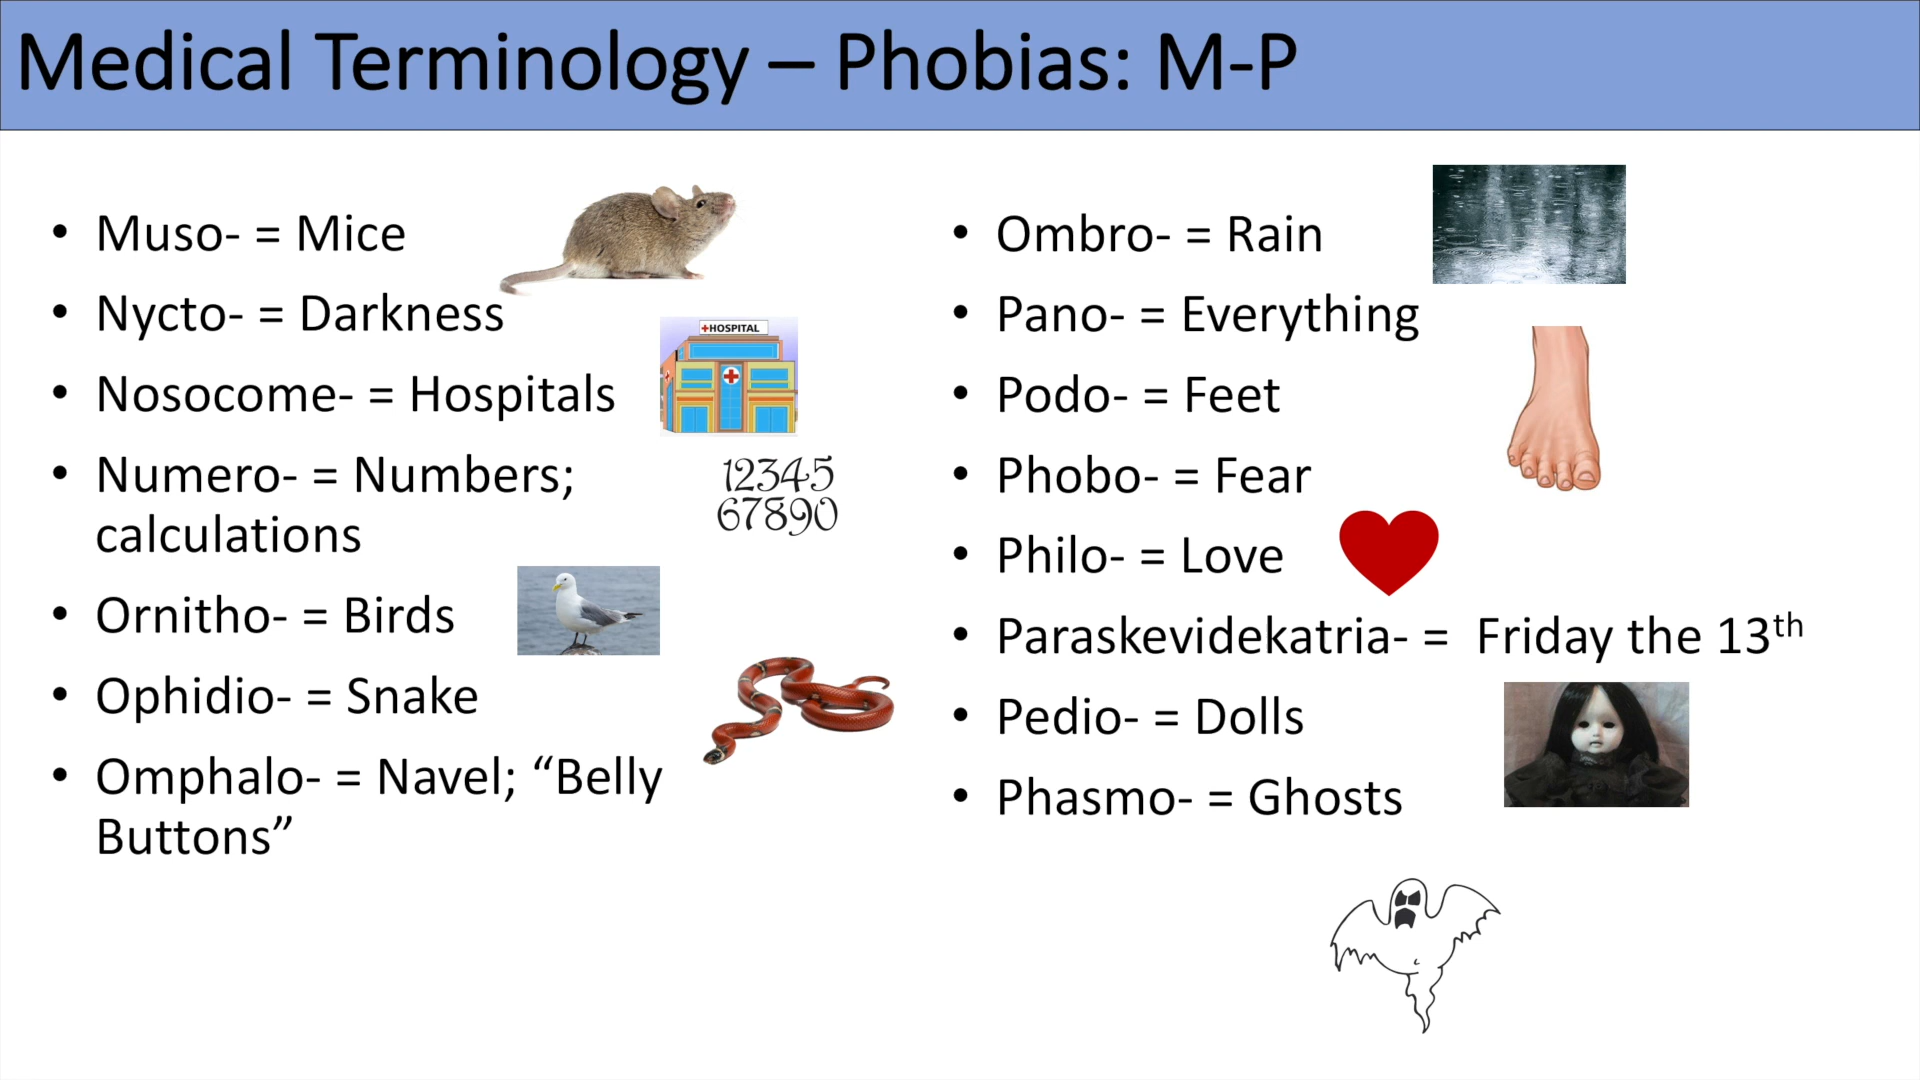 Medical Terminology – Phobias: M-P
• Muso- = Mice
• Nycto- = Darkness
• Nosocome- = Hospitals
• Numero- = Numbers;
calculations
• Ornitho- = Birds
• Ophidio- = Snake
• Omphalo- = Navel; “Belly
Buttons”
+HOSPITAL
12345
67890
• Ombro- = Rain
• Pano- = Everything
• Podo- = Feet
• Phobo- = Fear
• Philo- = Love
• Paraskevidekatria- = Friday the 13th
• Pedio- = Dolls
• Phasmo- = Ghosts